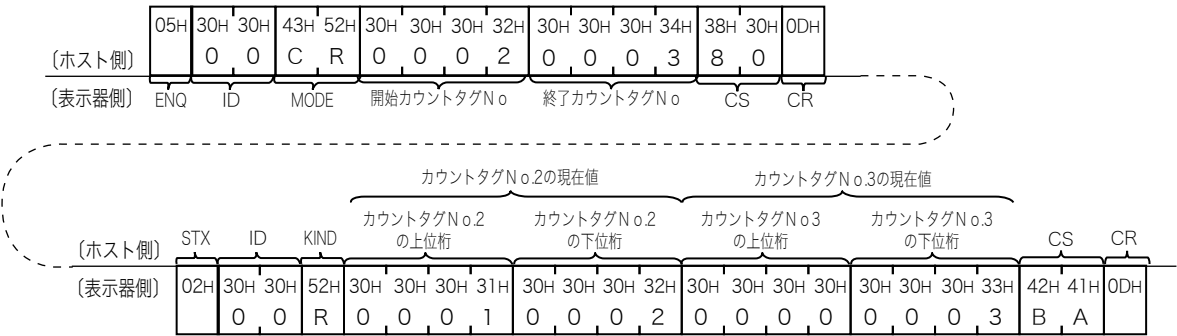 05H 30H 30H 43H 52H 30H 30H 30H 32H 30H 30H 30H 34H 38H 30H 0DH
〔ホスト側〕 0 0 C R 0 0 0 2 0 0 0 3 8 0
〔表示器側〕 ENQ ID MODE 開始カウントタグNo 終了カウントタグNo CS CR
カウントタグNo.2の現在値 カウントタグNo.3の現在値
カウントタグNo.2の上位桁 カウントタグNo.2の下位桁 カウントタグNo3の上位桁 カウントタグNo.3の下位桁
〔ホスト側〕 STX ID KIND CS CR
〔表示器側〕 02H 30H 30H 52H 30H 30H 30H 31H 30H 30H 30H 32H 30H 30H 30H 30H 30H 30H 30H 33H 42H 41H 0DH
0 0 R 0 0 0 1 0 0 0 2 0 0 0 0 0 0 0 3 B A